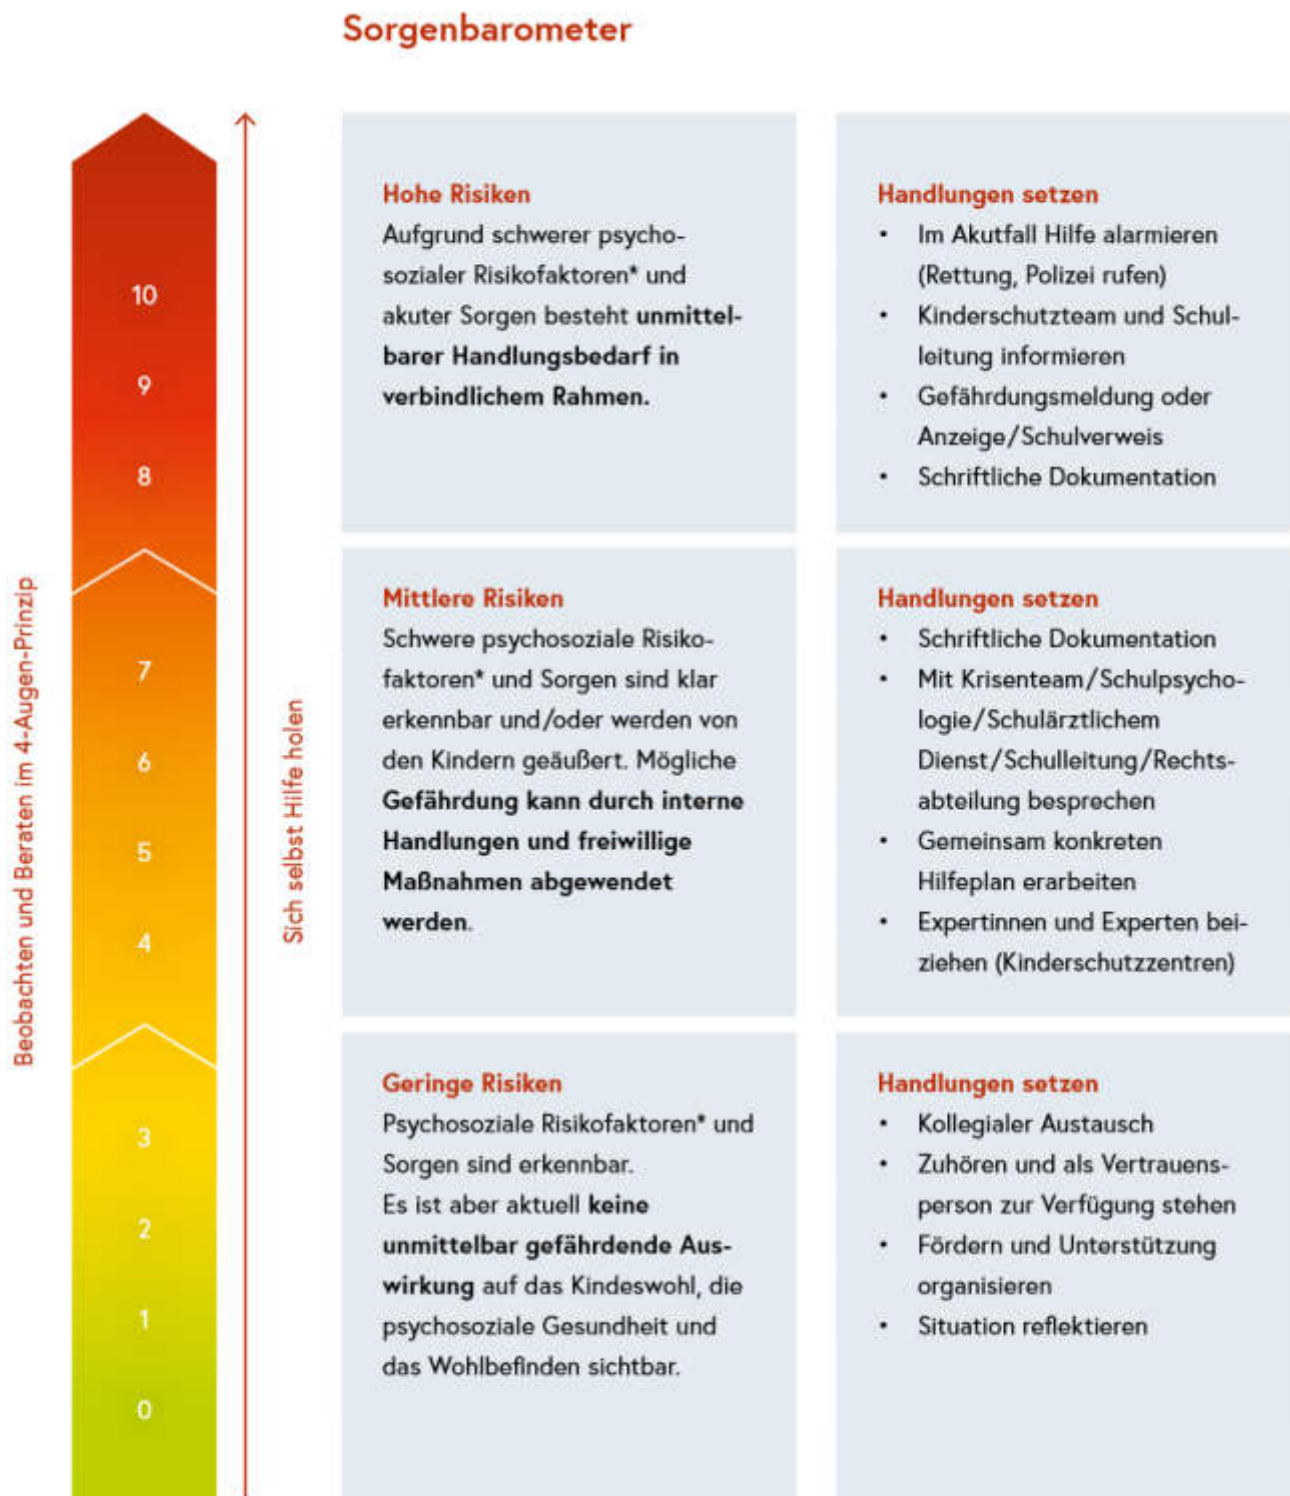 Sorgenbarometer
Beobachten und Beraten im 4-Augen-Prinzip
10
9
8
7
6
5
4
3
2
1
0
Sich selbst Hilfe holen
Hohe Risiken
Aufgrund schwerer psycho-
sozialer Risikofaktoren* und
akuter Sorgen besteht unmittel-
barer Handlungsbedarf in
verbindlichem Rahmen.
Handlungen setzen
• Im Akutfall Hilfe alarmieren
(Rettung, Polizei rufen)
• Kinderschutzteam und Schul-
leitung informieren
• Gefährdungsmeldung oder
Anzeige/Schulverweis
• Schriftliche Dokumentation
Mittlere Risiken
Schwere psychosoziale Risiko-
faktoren* und Sorgen sind klar
erkennbar und/oder werden von
den Kindern geäußert. Mögliche
Gefährdung kann durch interne
Handlungen und freiwillige
Maßnahmen abgewendet
werden.
Handlungen setzen
• Schriftliche Dokumentation
• Mit Krisenteam/Schulpsycho-
logie/Schulärztlichem
Dienst/Schulleitung/Rechts-
abteilung besprechen
• Gemeinsam konkreten
Hilfeplan erarbeiten
• Expertinnen und Experten bei-
ziehen (Kinderschutzzentren)
Geringe Risiken
Psychosoziale Risikofaktoren* und
Sorgen sind erkennbar.
Es ist aber aktuell keine
unmittelbar gefährdende Aus-
wirkung auf das Kindeswohl, die
psychosoziale Gesundheit und
das Wohlbefinden sichtbar.
Handlungen setzen
• Kollegialer Austausch
• Zuhören und als Vertrauens-
person zur Verfügung stehen
• Fördern und Unterstützung
organisieren
• Situation reflektieren